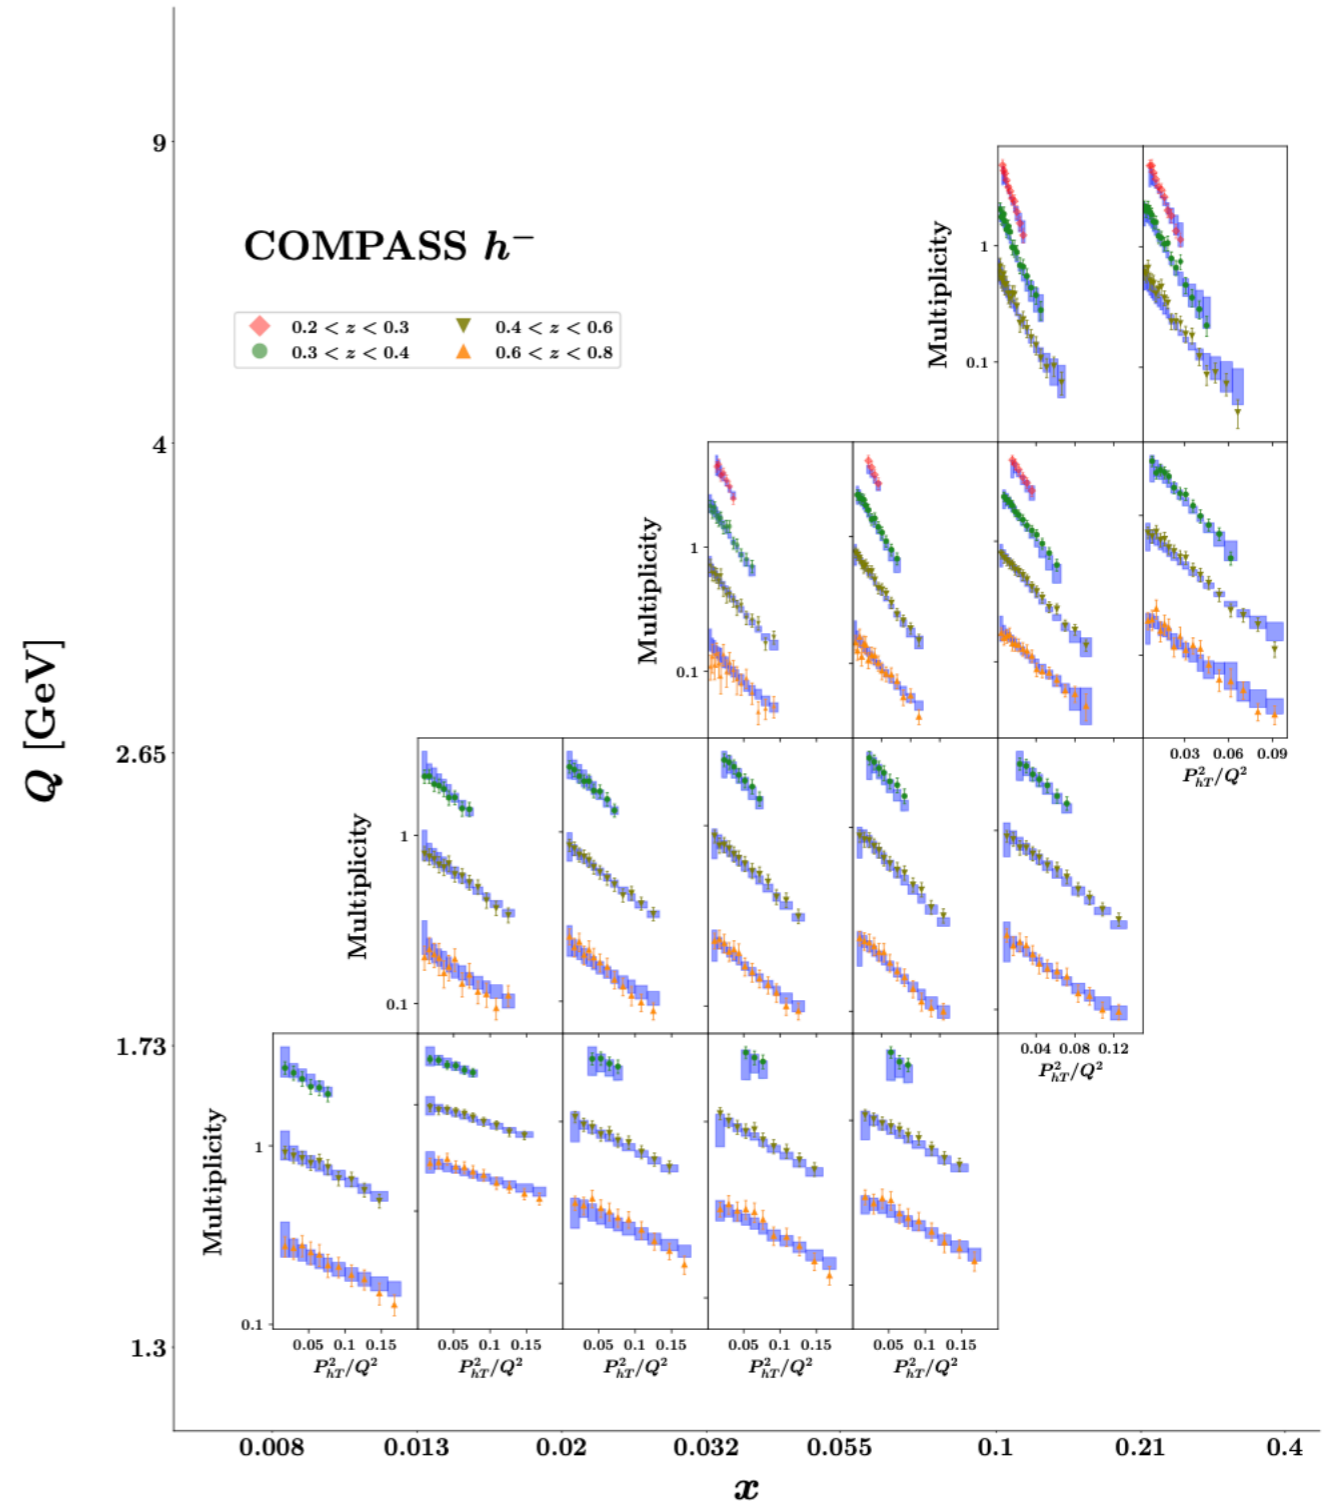 9
COMPASS h⁻
0.2 < z < 0.3
0.4 < z < 0.6
0.3 < z < 0.4
0.6 < z < 0.8
Multiplicity
1
0.1
4
Multiplicity
1
0.1
Q [GeV]
2.65
0.03 0.06 0.09
P²hT/Q²
Multiplicity
1
0.1
1.73
0.04 0.08 0.12
P²hT/Q²
Multiplicity
1
0.1
1.3
0.05 0.1 0.15
P²hT/Q²
0.05 0.1 0.15
P²hT/Q²
0.05 0.1 0.15
P²hT/Q²
0.05 0.1 0.15
P²hT/Q²
0.05 0.1 0.15
P²hT/Q²
0.008 0.013 0.02 0.032 0.055 0.1 0.21 0.4
x